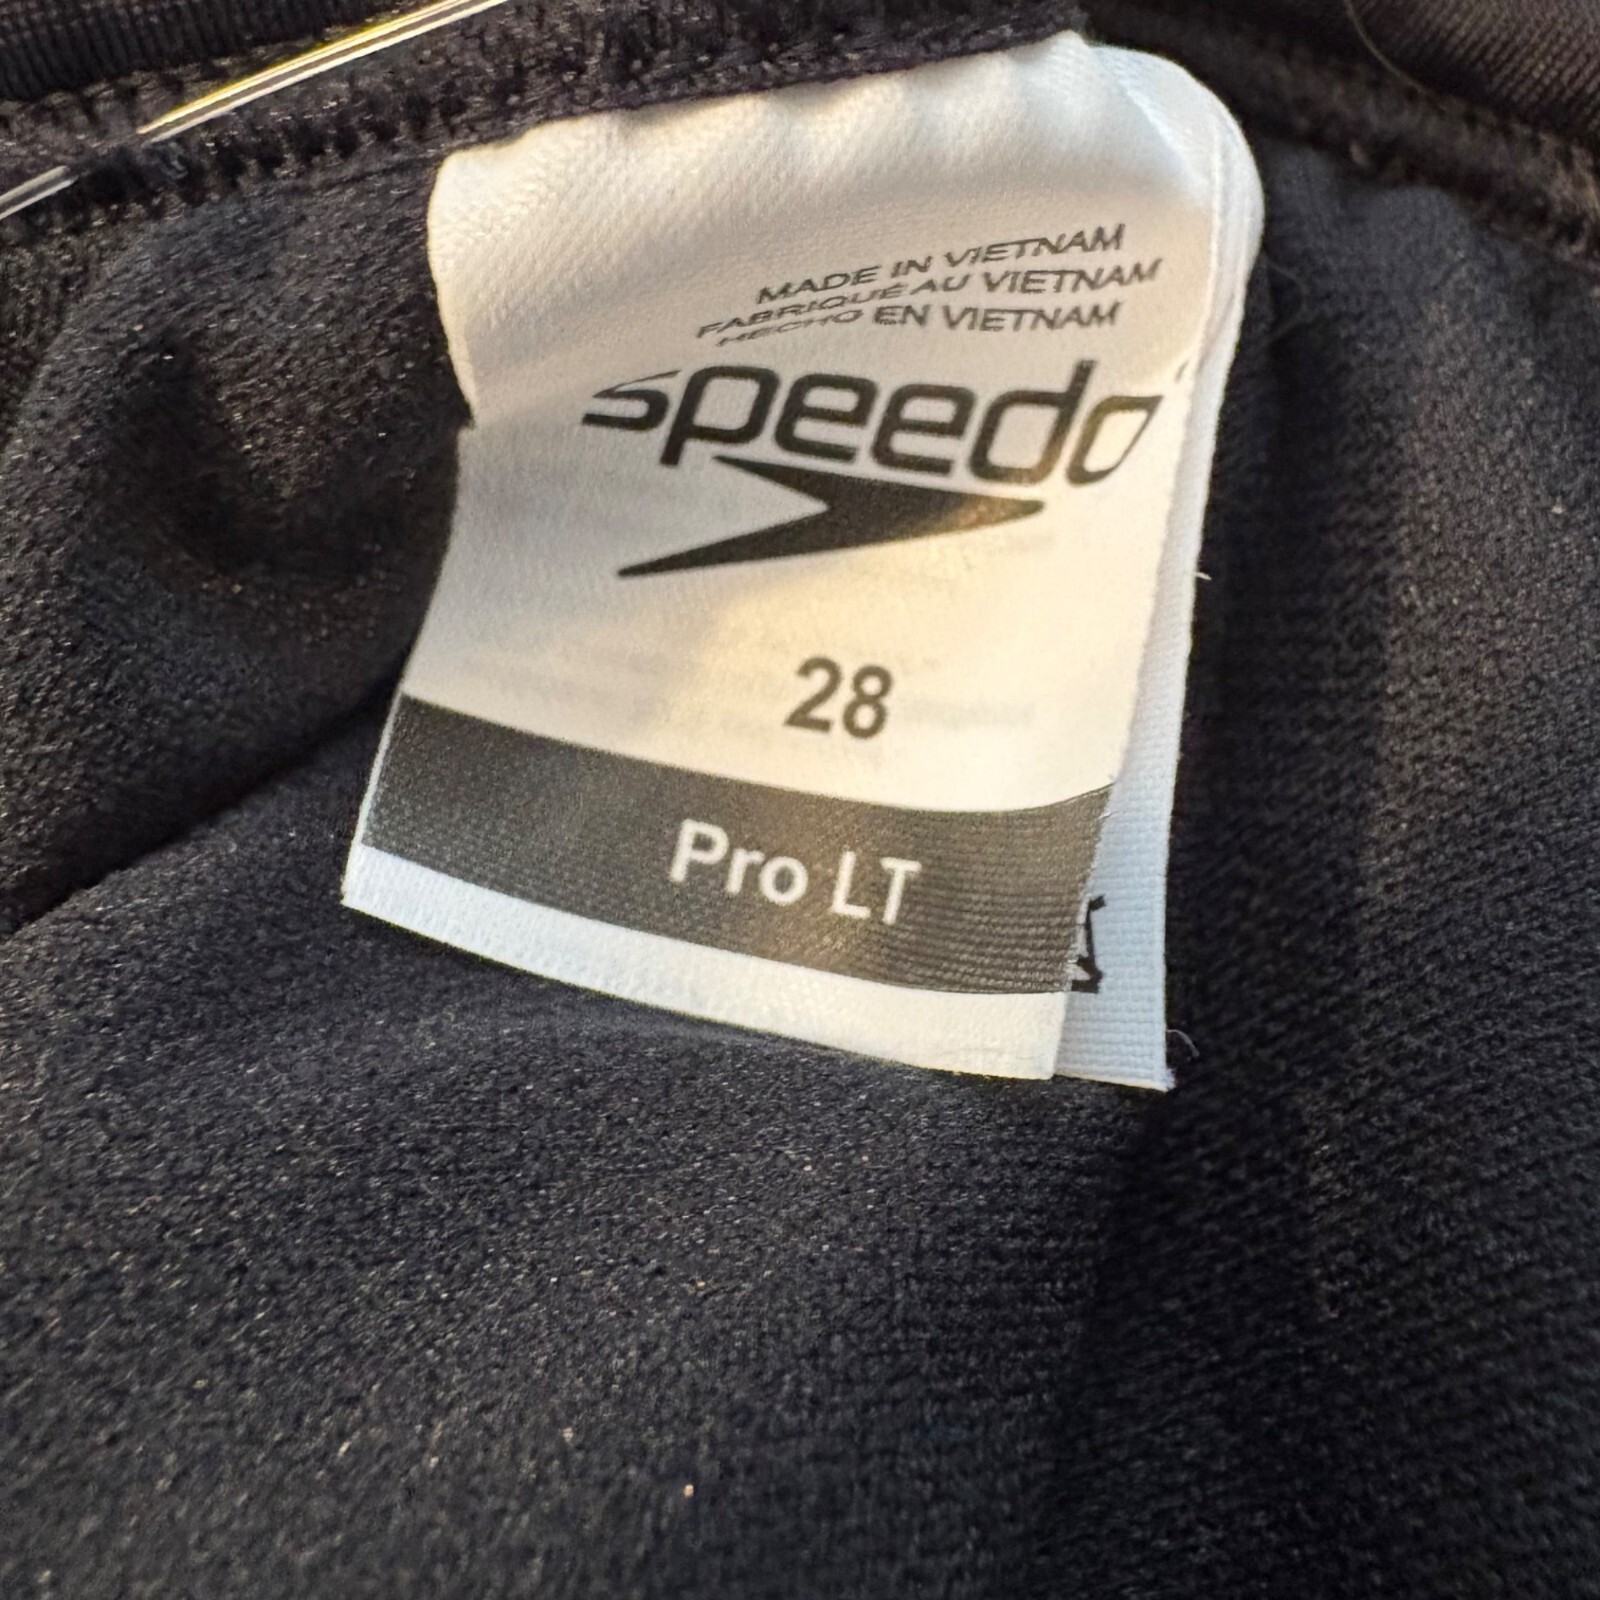 MADE IN VIETNAM
FABRIQUÉ AU VIETNAM
HECHO EN VIETNAM
speedo
28
Pro LT